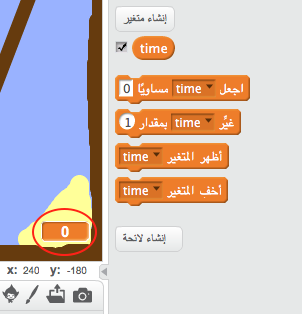 إنشاء متغير
time
اجعل time مساويًا 0
غيِّر time بمقدار 1
أظهر المتغير time
أخف المتغير time
إنشاء لائحة
0
x: 240 y: -180